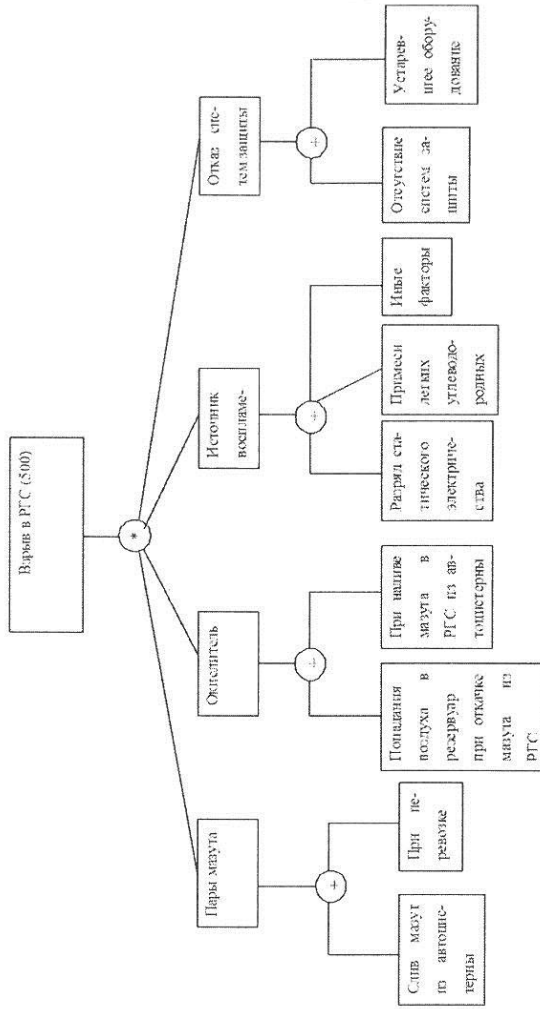 Взрыв в РГС (500)
*
Пары мазута
Окислитель
Источник
воспламе-
Отказ сис-
тем защиты
+
+
+
+
Слив мазут
из автоцис-
терны
При пе-
ревозке
Попадания
воздуха в
резервуар
при откачке
мазута из
РГС
При наливе
мазута в
РГС из ав-
тоцистерны
Разряд ста-
тического
электриче-
ства
Примеси
легких
углеводо-
родных
Иные
факторы
Отсутствие
систем за-
щиты
Устарев-
шее обору-
дование